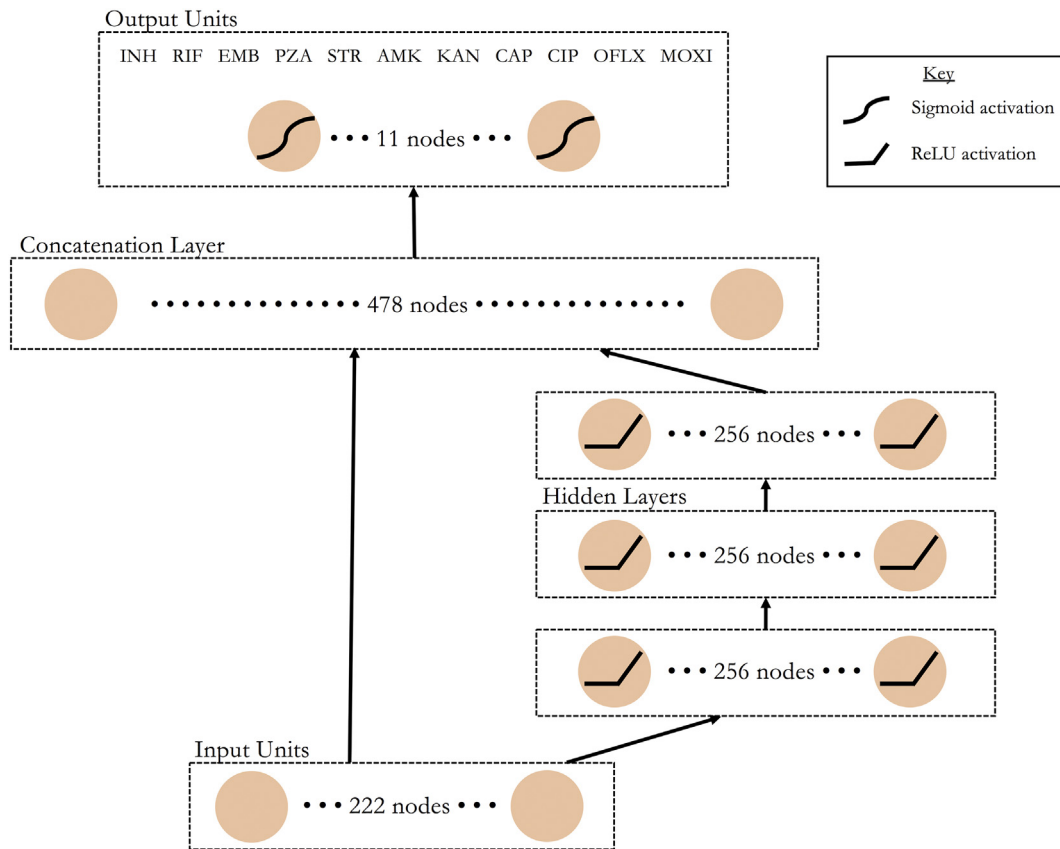 Output Units
INH RIF EMB PZA STR AMK KAN CAP CIP OFLX MOXI
11 nodes
Key
Sigmoid activation
ReLU activation
Concatenation Layer
478 nodes
256 nodes
Hidden Layers
256 nodes
256 nodes
Input Units
222 nodes